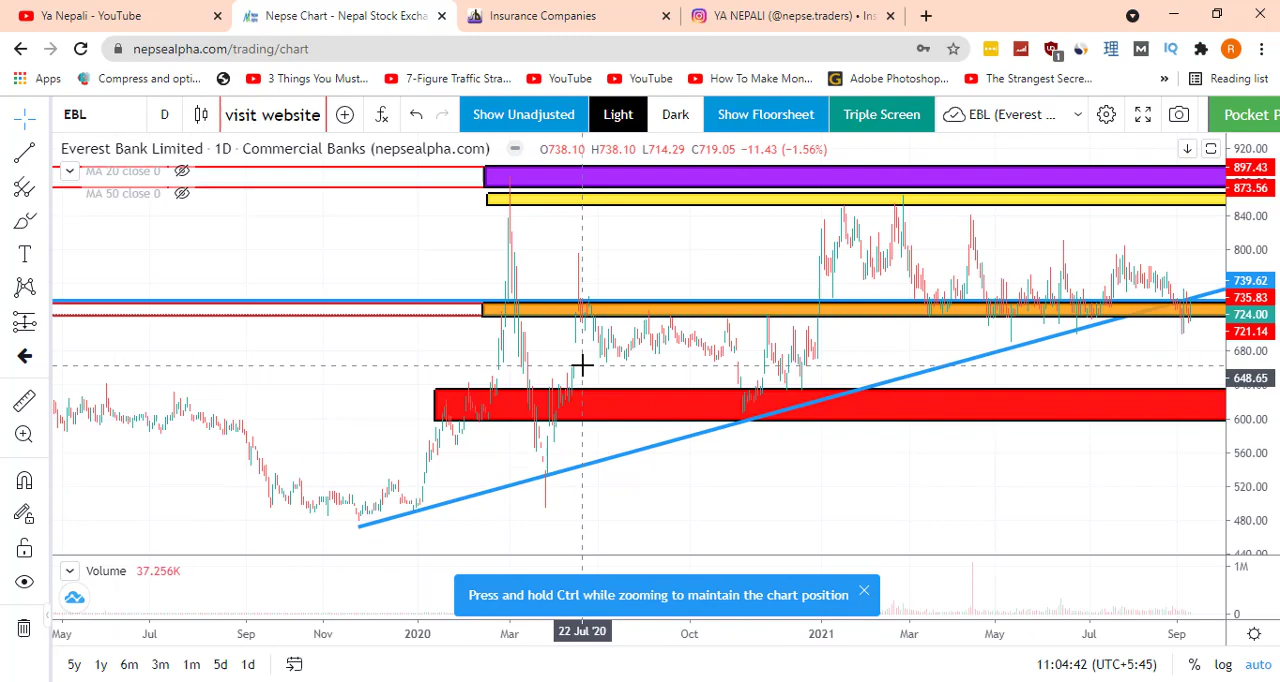 Ya Nepali - YouTube
Nepse Chart - Nepal Stock Excha
Insurance Companies
YA NEPALI (@nepse.traders) • Ins
nepsealpha.com/trading/chart
1
理
M
IQ
R
Apps
Compress and opti...
3 Things You Must...
7-Figure Traffic Stra...
YouTube
YouTube
How To Make Mon...
Adobe Photoshop...
The Strangest Secre...
»
Reading list
EBL
D
visit website
Show Unadjusted
Light
Dark
Show Floorsheet
Triple Screen
EBL (Everest ...
Pocket P
Everest Bank Limited · 1D · Commercial Banks (nepsealpha.com)
O738.10 H738.10 L714.29 C719.05 −11.43 (−1.56%)
MA 20 close 0
MA 50 close 0
920.00
897.43
873.56
840.00
800.00
739.62
735.83
724.00
721.14
680.00
648.65
600.00
560.00
520.00
480.00
440.00
Volume 37.256K
1M
0
Press and hold Ctrl while zooming to maintain the chart position
May
Jul
Sep
Nov
2020
Mar
22 Jul '20
Oct
2021
Mar
May
Jul
Sep
5y 1y 6m 3m 1m 5d 1d
11:04:42 (UTC+5:45)
% log auto